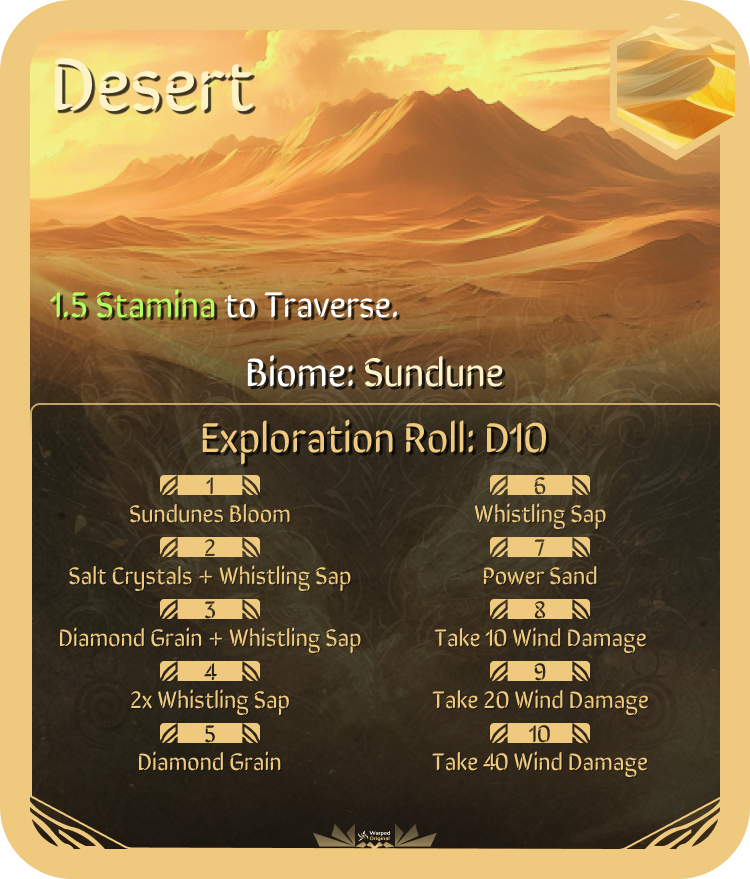 Desert
1.5 Stamina to Traverse.
Biome: Sundune
Exploration Roll: D10
1
Sundunes Bloom
2
Salt Crystals + Whistling Sap
3
Diamond Grain + Whistling Sap
4
2x Whistling Sap
5
Diamond Grain
6
Whistling Sap
7
Power Sand
8
Take 10 Wind Damage
9
Take 20 Wind Damage
10
Take 40 Wind Damage
Warped
Original